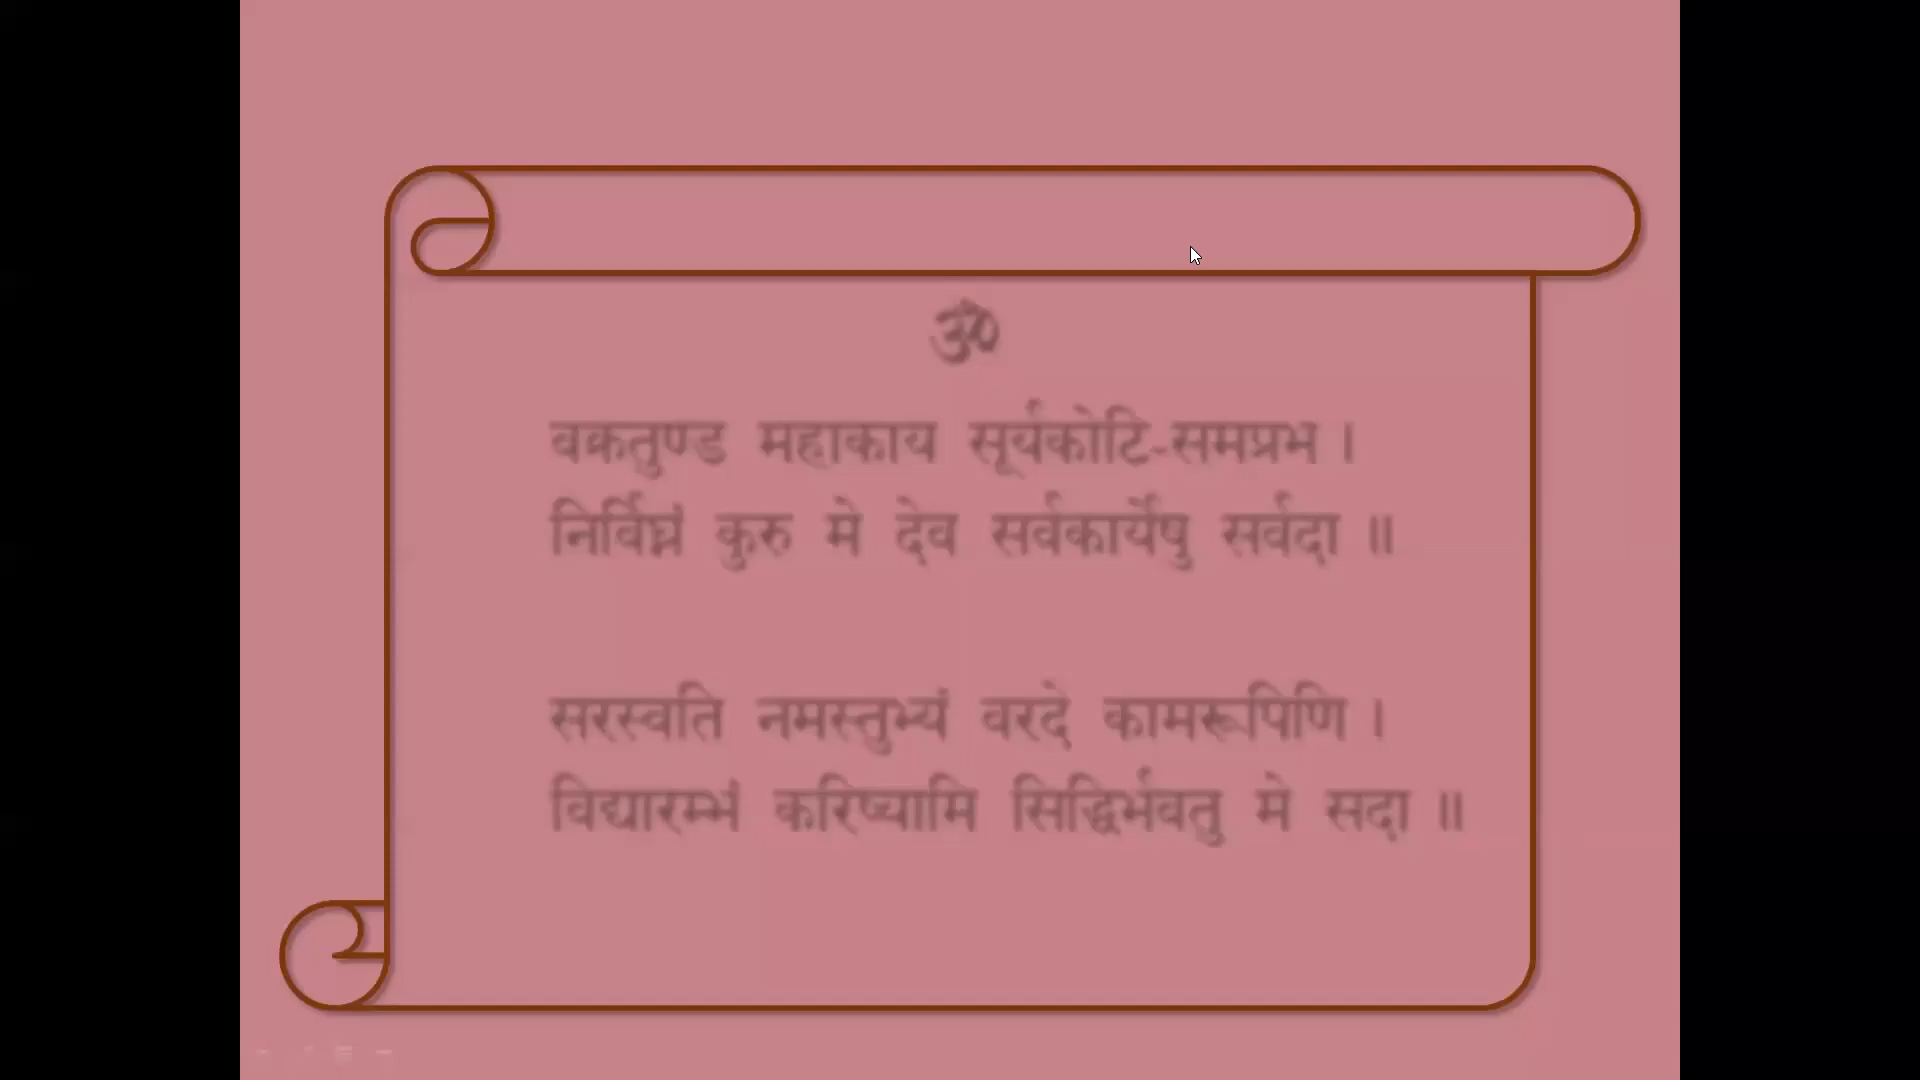 ॐ
वक्रतुण्ड महाकाय सूर्यकोटि-समप्रभ ।
निर्विघ्नं कुरु मे देव सर्वकार्येषु सर्वदा ॥
सरस्वति नमस्तुभ्यं वरदे कामरूपिणि ।
विद्यारम्भं करिष्यामि सिद्धिर्भवतु मे सदा ॥